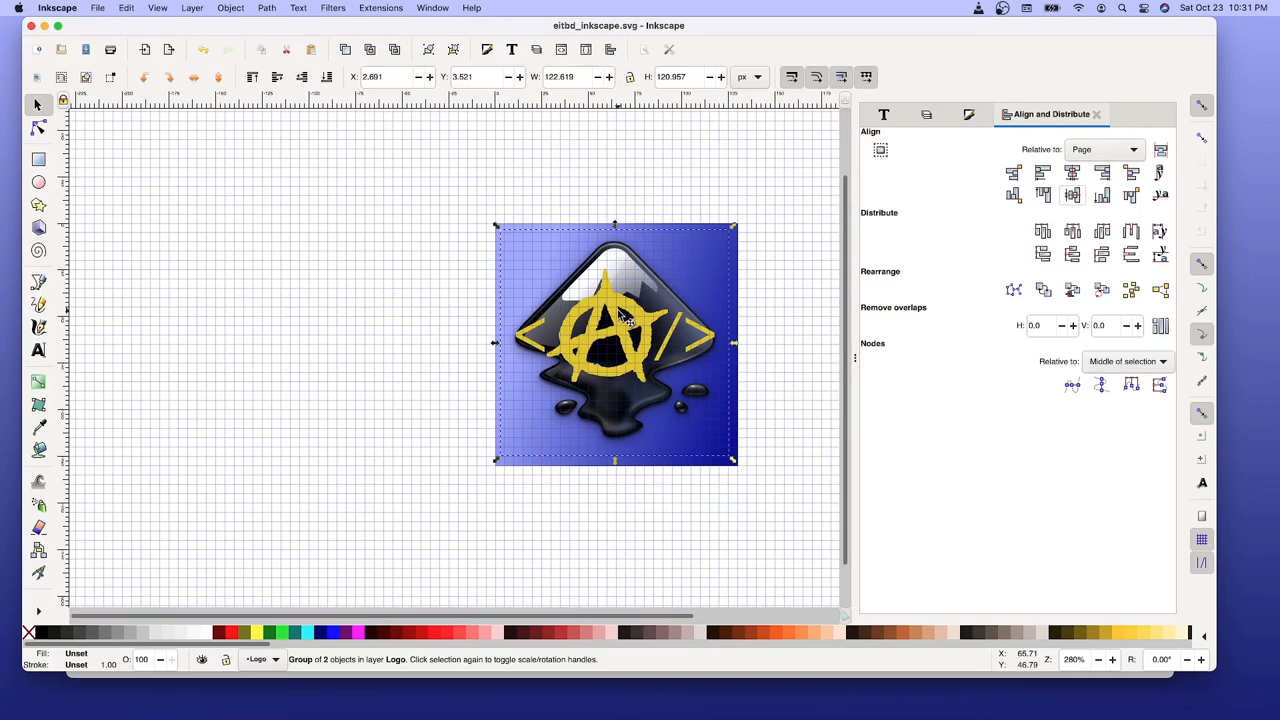 Inkscape File Edit View Layer Object Path Text Filters Extensions Window Help Sat Oct 23 10:31 PM
eitbd_inkscape.svg - Inkscape
X: 2.691 Y: 3.521 W: 122.619 H: 120.957 px
Align and Distribute
Align
Relative to: Page
Distribute
Rearrange
Remove overlaps
H: 0.0 V: 0.0
Nodes
Relative to: Middle of selection
Fill: Unset
Stroke: Unset 1.00 O: 100 •Logo Group of 2 objects in layer Logo. Click selection again to toggle scale/rotation handles. X: 65.71 Y: 46.79 Z: 280% R: 0.00°